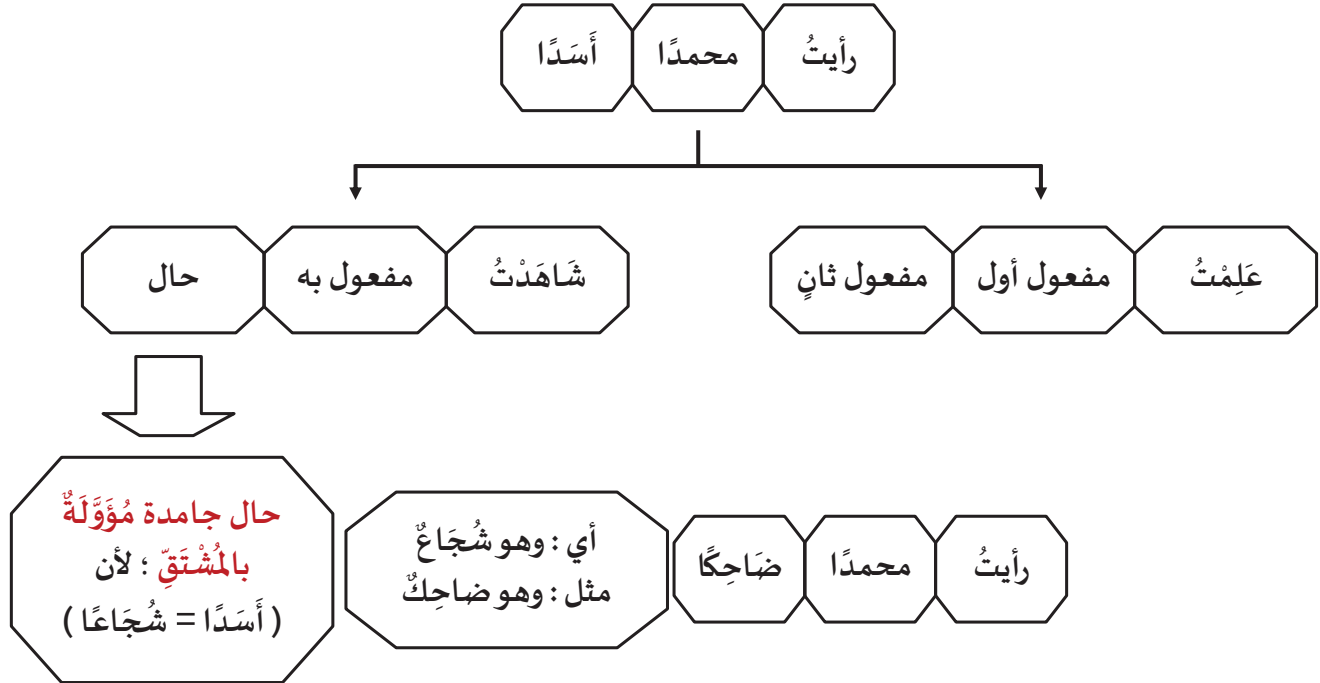 رأيتُ محمدًا أَسَدًا
عَلِمْتُ مفعول أول مفعول ثانٍ
شَاهَدْتُ مفعول به حال
رأيتُ محمدًا ضَاحِكًا
أي : وهو شُجَاعٌ
مثل : وهو ضاحِكٌ
حال جامدة مُؤَوَّلَةٌ
بالمُشْتَقِّ ؛ لأن
( أَسَدًا = شُجَاعًا )